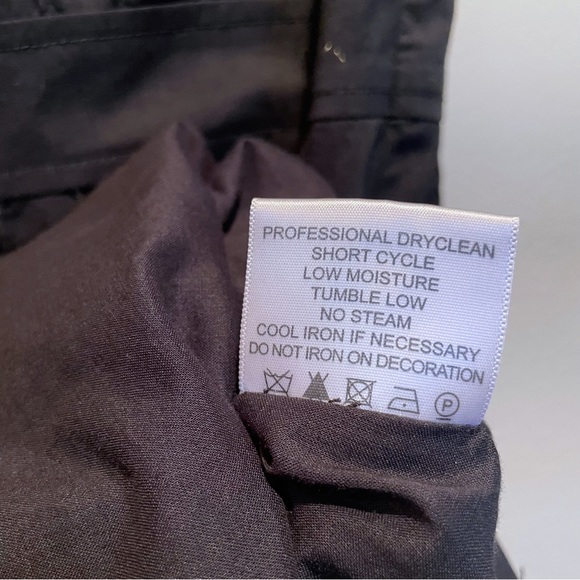 PROFESSIONAL DRYCLEAN
SHORT CYCLE
LOW MOISTURE
TUMBLE LOW
NO STEAM
COOL IRON IF NECESSARY
DO NOT IRON ON DECORATION
P